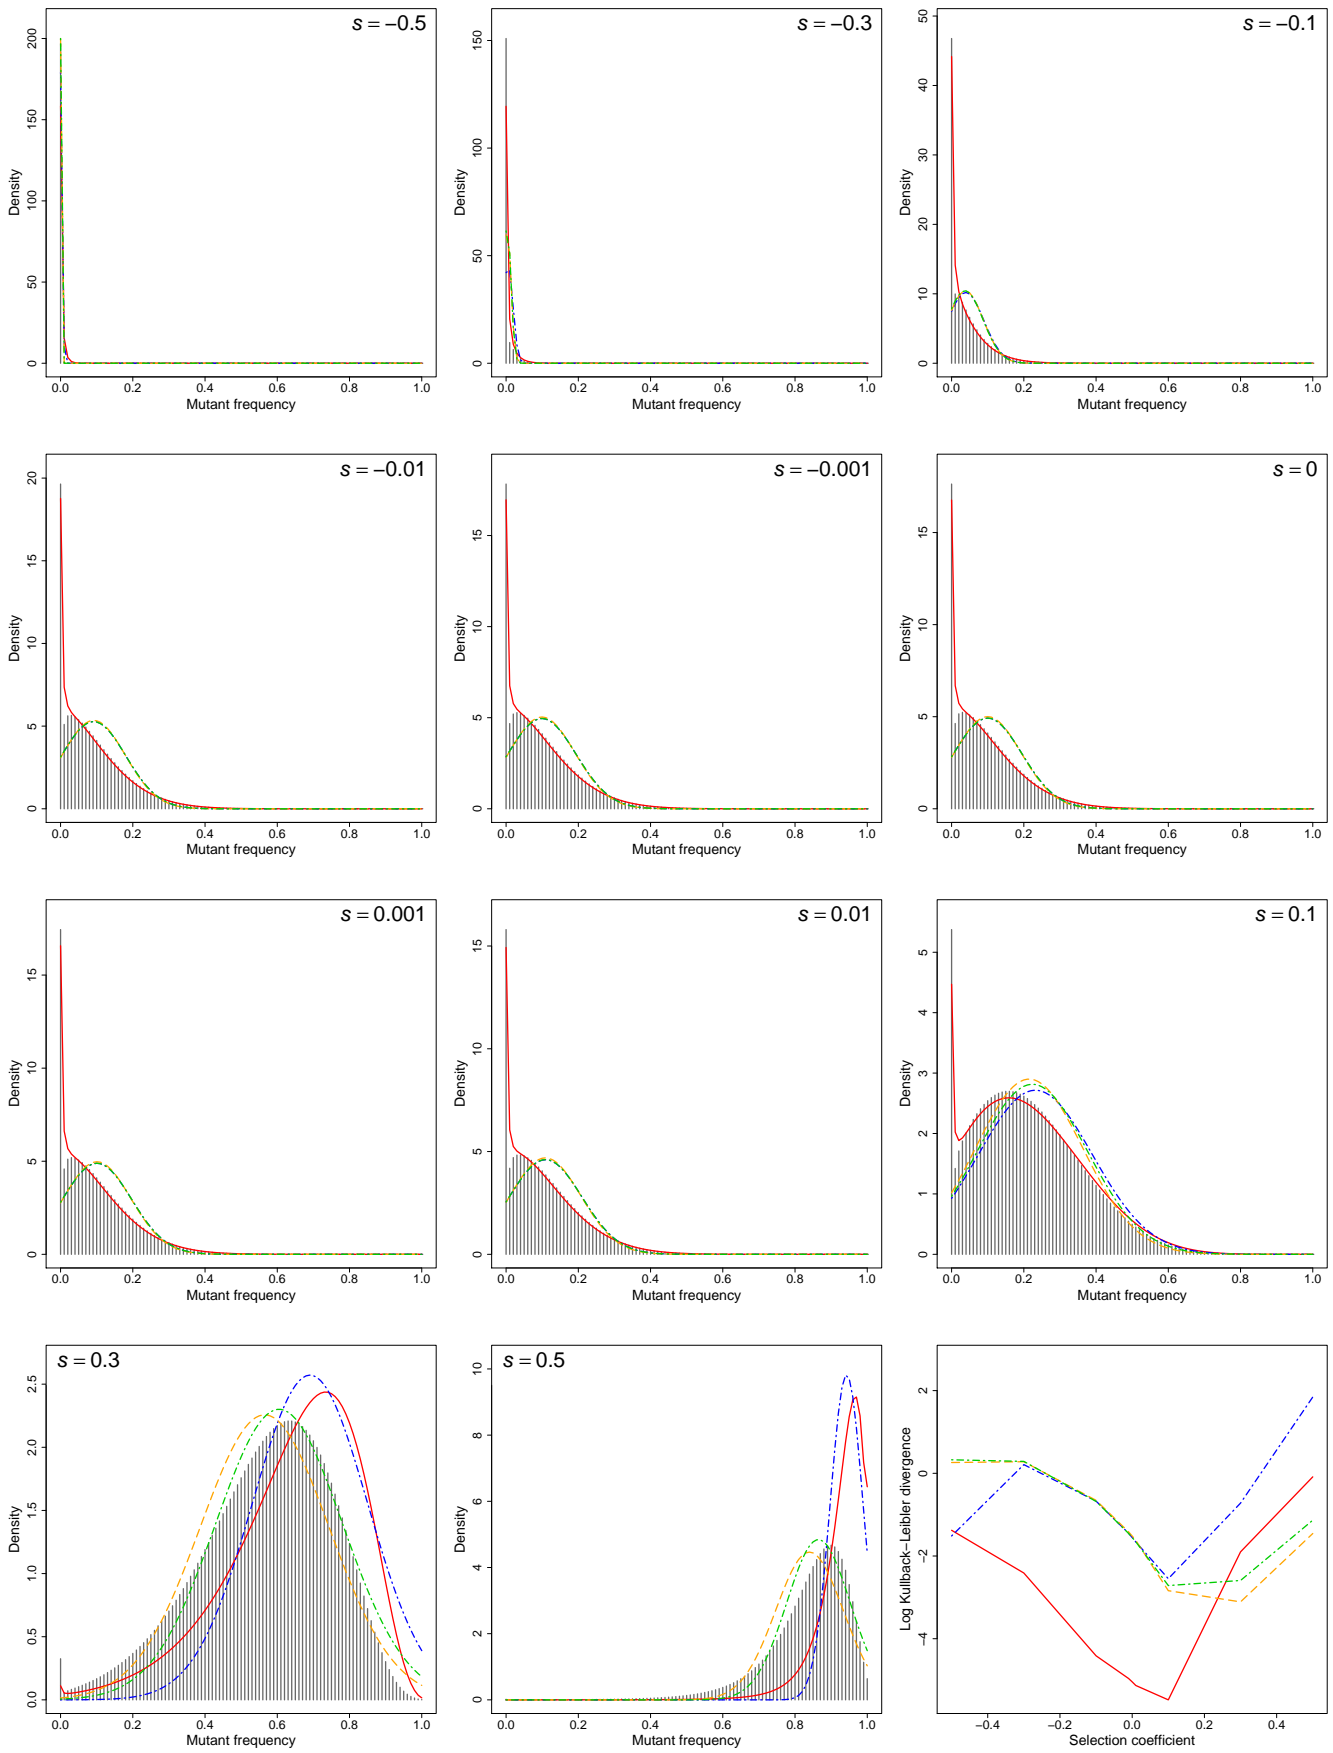 s = −0.5
Density
0 50 100 150 200
0.0 0.2 0.4 0.6 0.8 1.0
Mutant frequency
s = −0.3
Density
0 50 100 150
0.0 0.2 0.4 0.6 0.8 1.0
Mutant frequency
s = −0.1
Density
0 10 20 30 40 50
0.0 0.2 0.4 0.6 0.8 1.0
Mutant frequency
s = −0.01
Density
0 5 10 15 20
0.0 0.2 0.4 0.6 0.8 1.0
Mutant frequency
s = −0.001
Density
0 5 10 15
0.0 0.2 0.4 0.6 0.8 1.0
Mutant frequency
s = 0
Density
0 5 10 15
0.0 0.2 0.4 0.6 0.8 1.0
Mutant frequency
s = 0.001
Density
0 5 10 15
0.0 0.2 0.4 0.6 0.8 1.0
Mutant frequency
s = 0.01
Density
0 5 10 15
0.0 0.2 0.4 0.6 0.8 1.0
Mutant frequency
s = 0.1
Density
0 1 2 3 4 5
0.0 0.2 0.4 0.6 0.8 1.0
Mutant frequency
s = 0.3
Density
0.0 0.5 1.0 1.5 2.0 2.5
0.0 0.2 0.4 0.6 0.8 1.0
Mutant frequency
s = 0.5
Density
0 2 4 6 8 10
0.0 0.2 0.4 0.6 0.8 1.0
Mutant frequency
Log Kullback−Leibler divergence
−4 −2 0 2
−0.4 −0.2 0.0 0.2 0.4
Selection coefficient